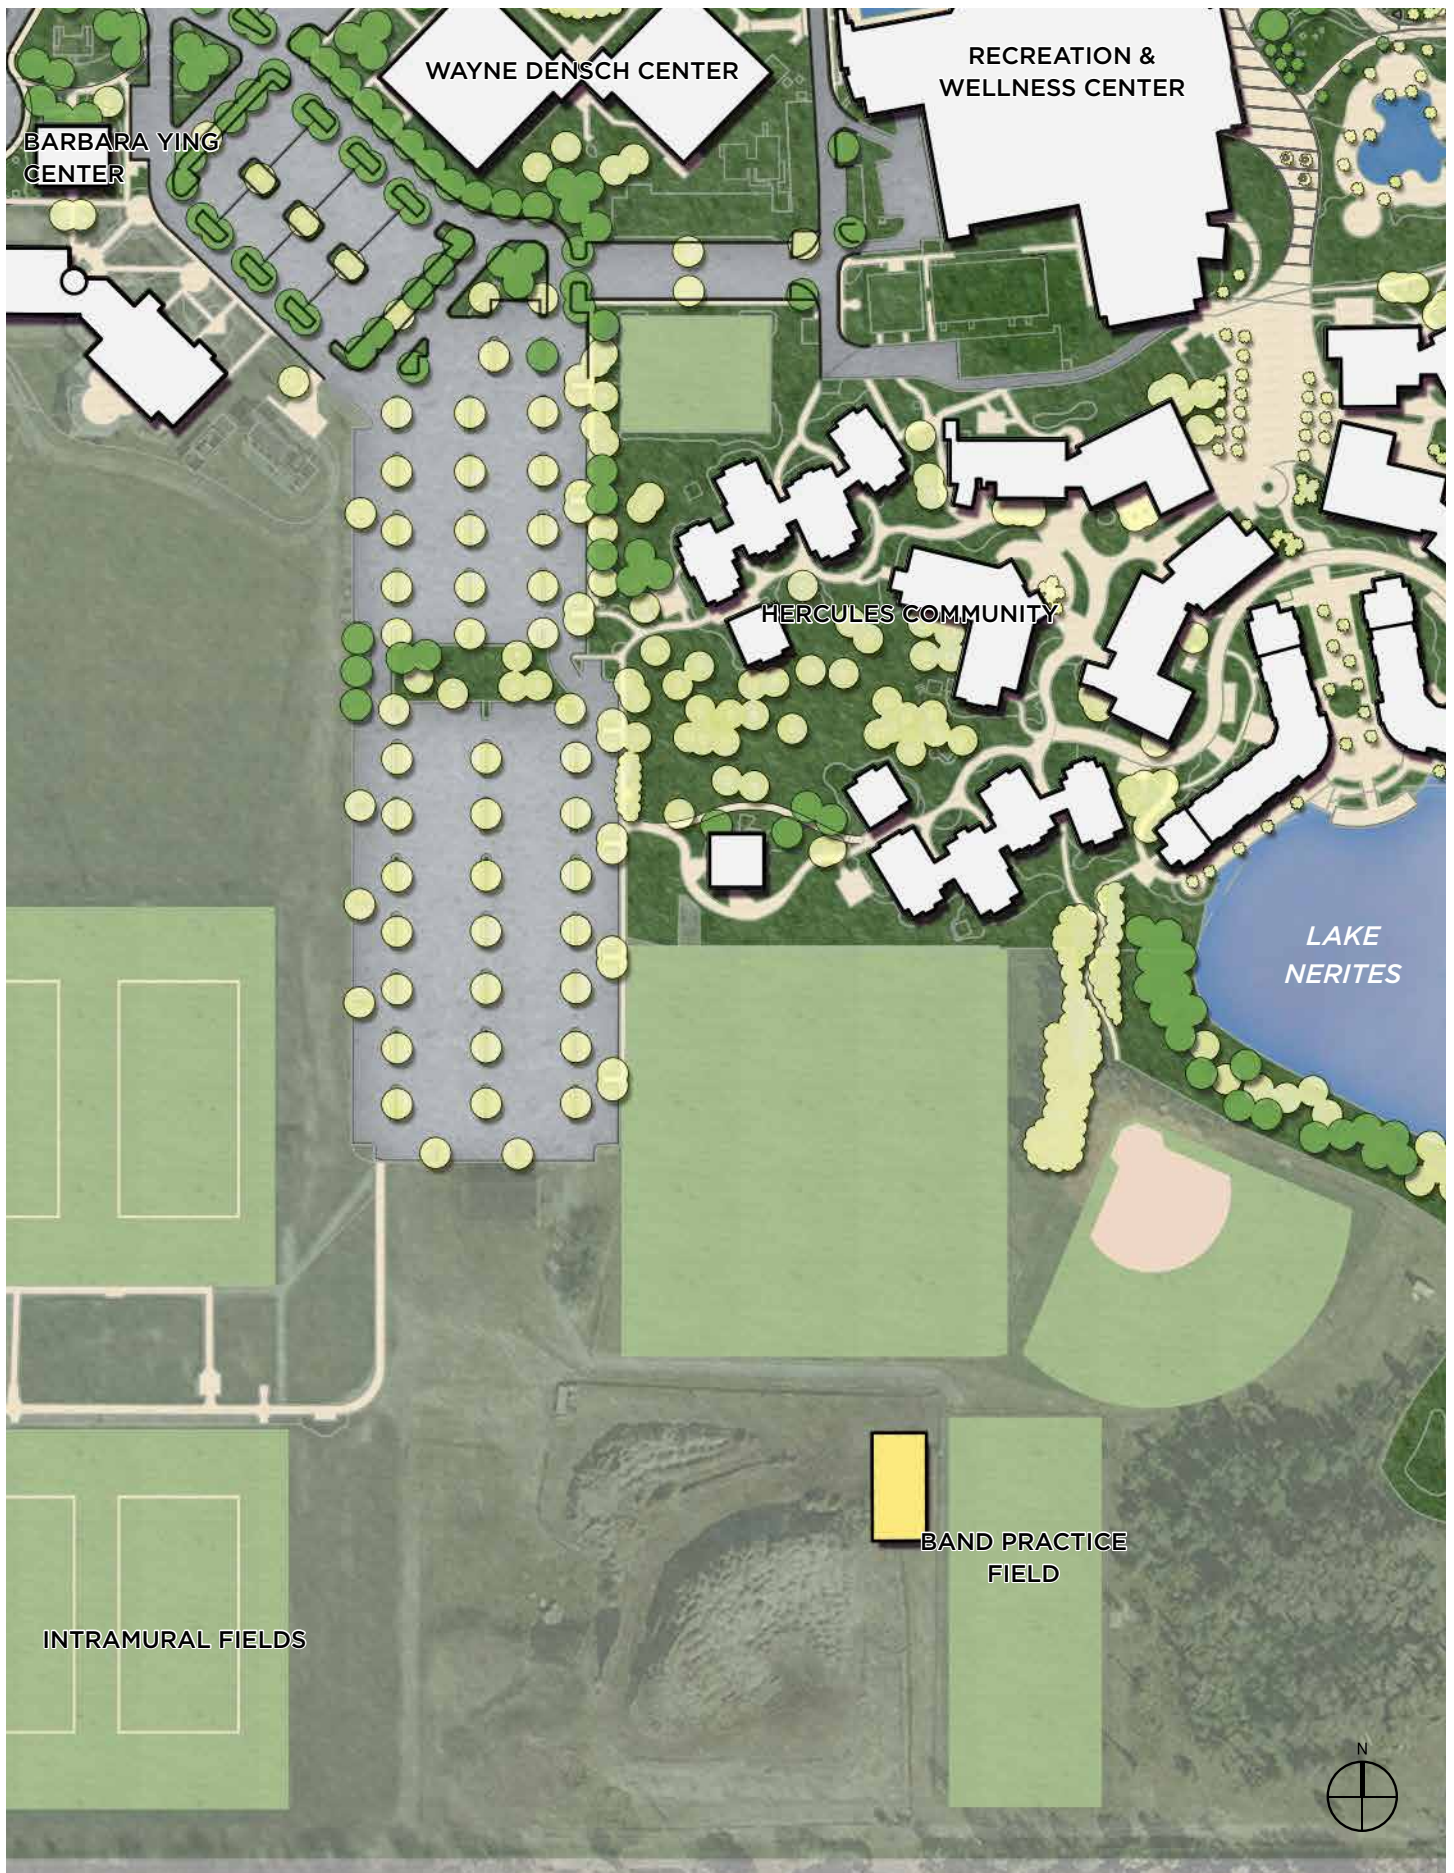 WAYNE DENSCH CENTER
RECREATION &
WELLNESS CENTER
BARBARA YING
CENTER
HERCULES COMMUNITY
LAKE
NERITES
BAND PRACTICE
FIELD
INTRAMURAL FIELDS
N